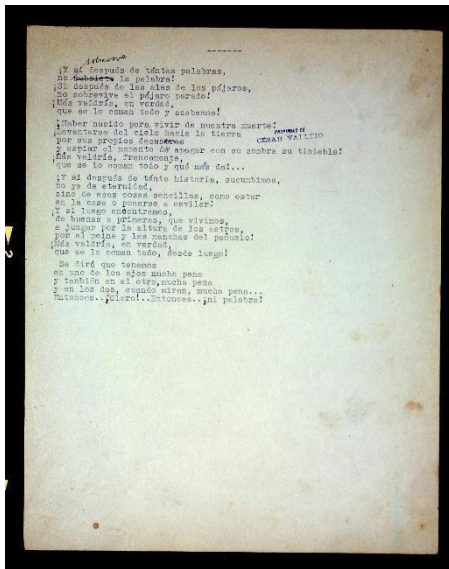 -------
sobrevive
¡Y si después de tántas palabras,
no subsiste la palabra!
¡Si después de las alas de los pájaros,
no sobrevive el pájaro parado!
¡Más valdría, en verdad,
que se lo coman todo y acabemos!
¡Haber nacido para vivir de nuestra muerte!
¡Levantarse del cielo hacia la tierra
por sus propios desastres
y espiar el momento de apagar con su sombra su tiniebla!
¡Más valdría, francamente,
que se lo coman todo y qué más da!...
PROPIEDAD DE
CÉSAR VALLEJO
¡Y si después de tánta historia, sucumbimos,
no ya de eternidad,
sino de esas cosas sencillas, como estar
en la casa o ponerse a cavilar!
¡Y si luego encontramos,
de buenas a primeras, que vivimos,
a juzgar por la altura de los astros,
por el peine y las manchas del pañuelo!
¡Más valdría, en verdad,
que se lo coman todo, desde luego!
Se dirá que tenemos
en uno de los ojos mucha pena
y también en el otro,mucha pena
y en los dos, cuando miran, mucha pena...
Entonces..¡Claro!..Entonces..¡ni palabra!